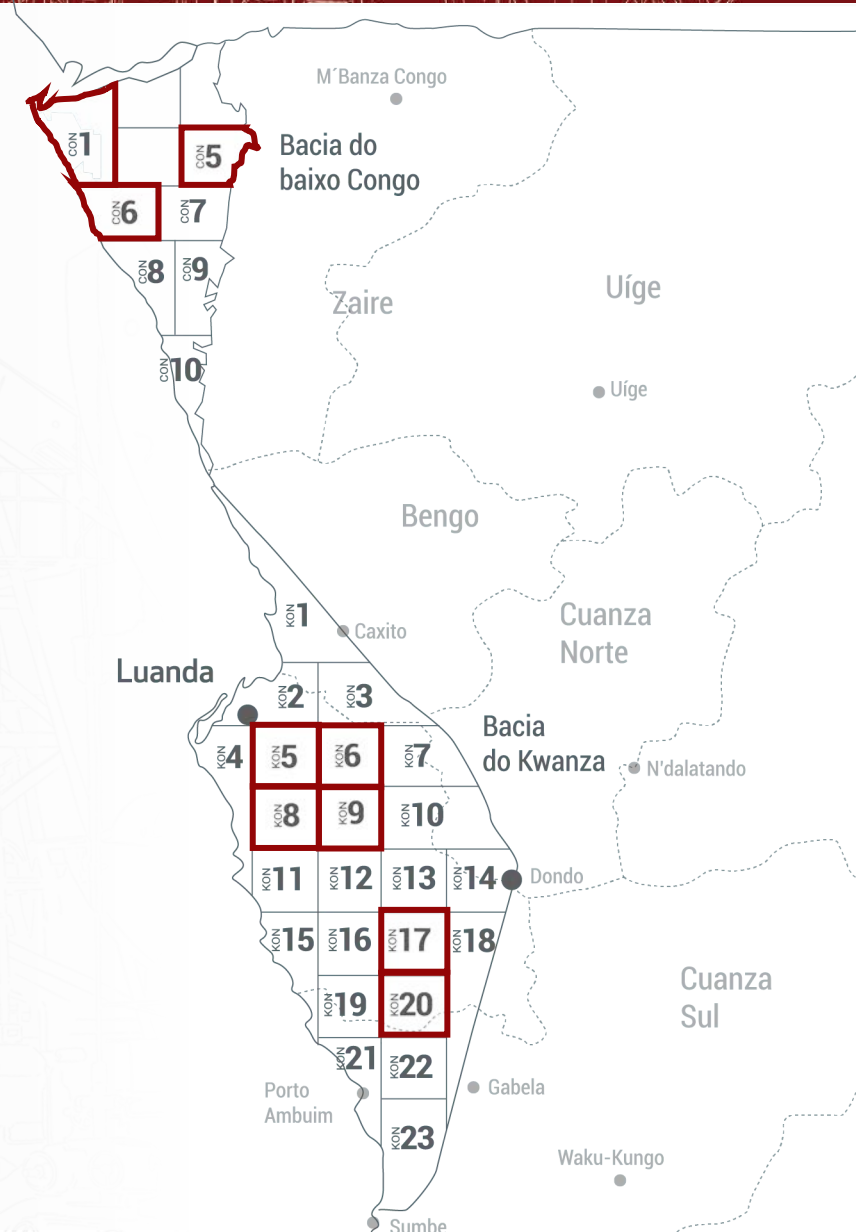 M´Banza Congo
CON 1
CON 5
Bacia do
baixo Congo
CON 6
CON 7
CON 8
CON 9
Zaire
Uíge
CON 10
Uíge
Bengo
KON 1
Caxito
Cuanza
Norte
Luanda
KON 2
KON 3
KON 4
KON 5
KON 6
KON 7
Bacia
do Kwanza
N'dalatando
KON 8
KON 9
KON 10
KON 11
KON 12
KON 13
KON 14
Dondo
KON 15
KON 16
KON 17
KON 18
Cuanza
Sul
KON 19
KON 20
KON 21
KON 22
Porto
Ambuim
Gabela
KON 23
Waku-Kungo
Sumbe